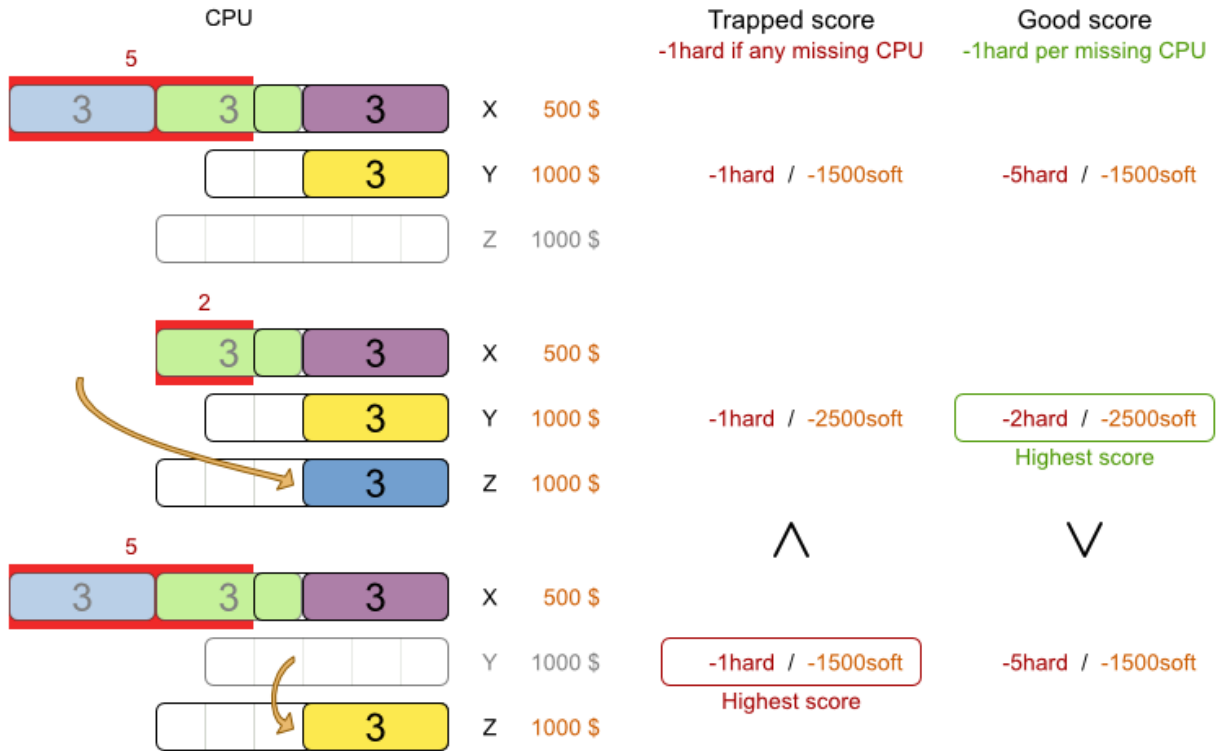 CPU Trapped score Good score
-1hard if any missing CPU -1hard per missing CPU
5
3 3 3 X 500 $
3 Y 1000 $ -1hard / -1500soft -5hard / -1500soft
Z 1000 $
2
3 3 X 500 $
3 Y 1000 $ -1hard / -2500soft -2hard / -2500soft
Highest score
3 Z 1000 $
5
3 3 3 X 500 $
Y 1000 $ -1hard / -1500soft -5hard / -1500soft
Highest score
3 Z 1000 $